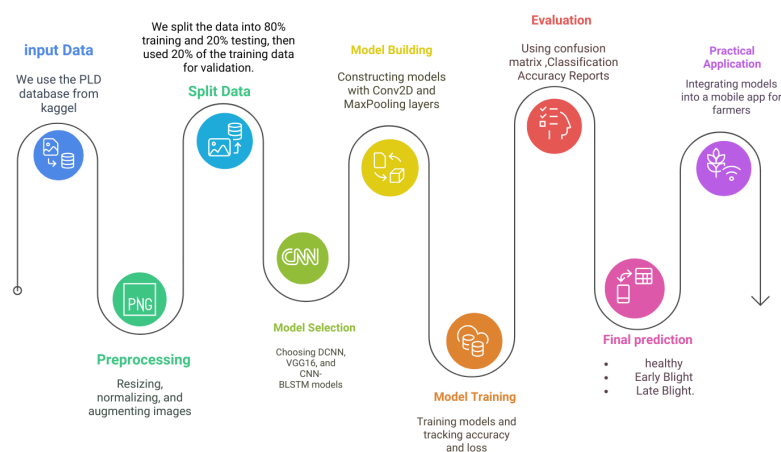 input Data
We use the PLD
database from
kaggel
PNG
Preprocessing
Resizing,
normalizing, and
augmenting images
We split the data into 80%
training and 20% testing, then
used 20% of the training data
for validation.
Split Data
CNN
Model Selection
Choosing DCNN,
VGG16, and
CNN-
BLSTM models
Model Building
Constructing models
with Conv2D and
MaxPooling layers
Model Training
Training models and
tracking accuracy
and loss
Evaluation
Using confusion
matrix ,Classification
Accuracy Reports
Final prediction
• healthy
• Early Blight
• Late Blight.
Practical
Application
Integrating models
into a mobile app for
farmers